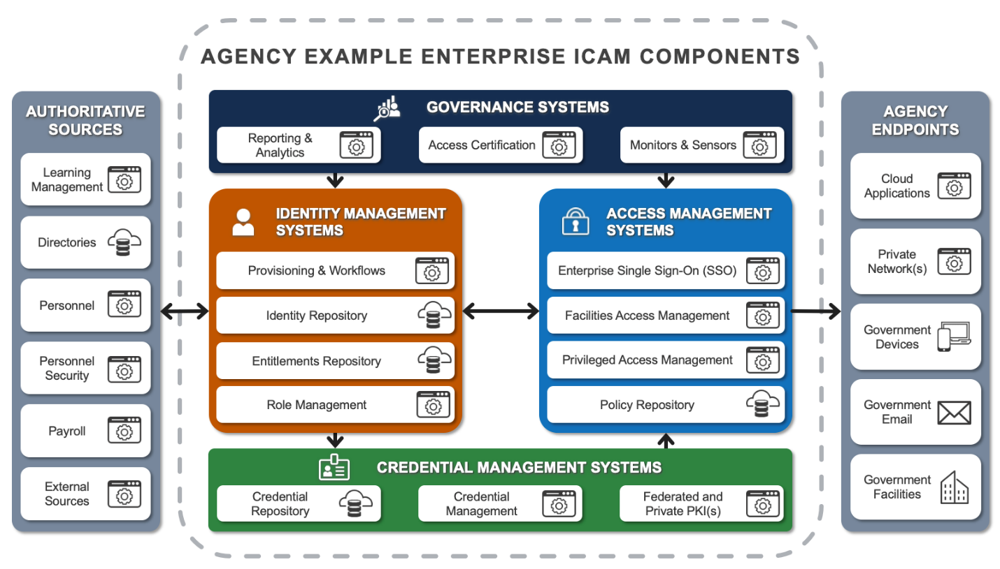 AGENCY EXAMPLE ENTERPRISE ICAM COMPONENTS
AUTHORITATIVE
SOURCES
Learning
Management
Directories
Personnel
Personnel
Security
Payroll
External
Sources
GOVERNANCE SYSTEMS
Reporting &
Analytics
Access Certification
Monitors & Sensors
IDENTITY MANAGEMENT
SYSTEMS
Provisioning & Workflows
Identity Repository
Entitlements Repository
Role Management
ACCESS MANAGEMENT
SYSTEMS
Enterprise Single Sign-On (SSO)
Facilities Access Management
Privileged Access Management
Policy Repository
CREDENTIAL MANAGEMENT SYSTEMS
Credential
Repository
Credential
Management
Federated and
Private PKI(s)
AGENCY
ENDPOINTS
Cloud
Applications
Private
Network(s)
Government
Devices
Government
Email
Government
Facilities